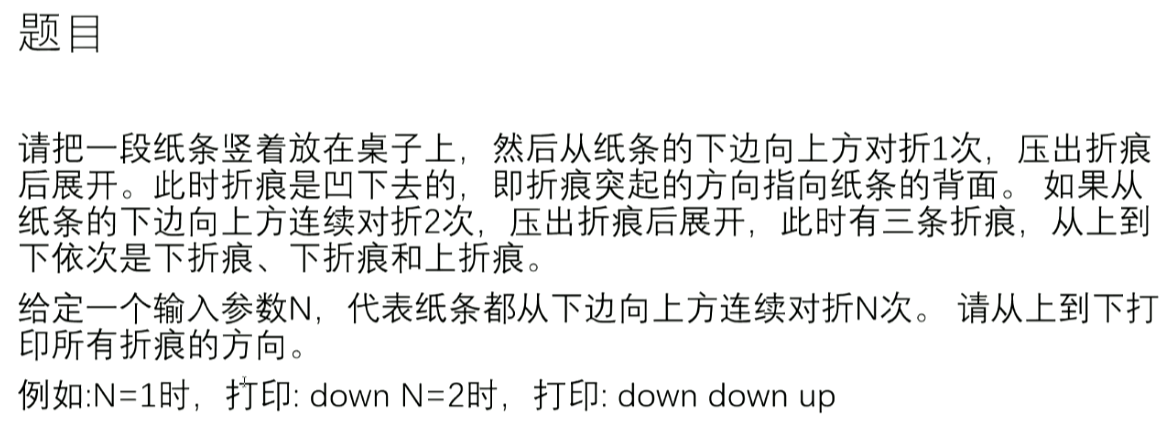 题目
请把一段纸条竖着放在桌子上，然后从纸条的下边向上方对折1次，压出折痕
后展开。此时折痕是凹下去的，即折痕突起的方向指向纸条的背面。 如果从
纸条的下边向上方连续对折2次，压出折痕后展开，此时有三条折痕，从上到
下依次是下折痕、下折痕和上折痕。
给定一个输入参数N，代表纸条都从下边向上方连续对折N次。 请从上到下打
印所有折痕的方向。
例如:N=1时，打印: down N=2时，打印: down down up